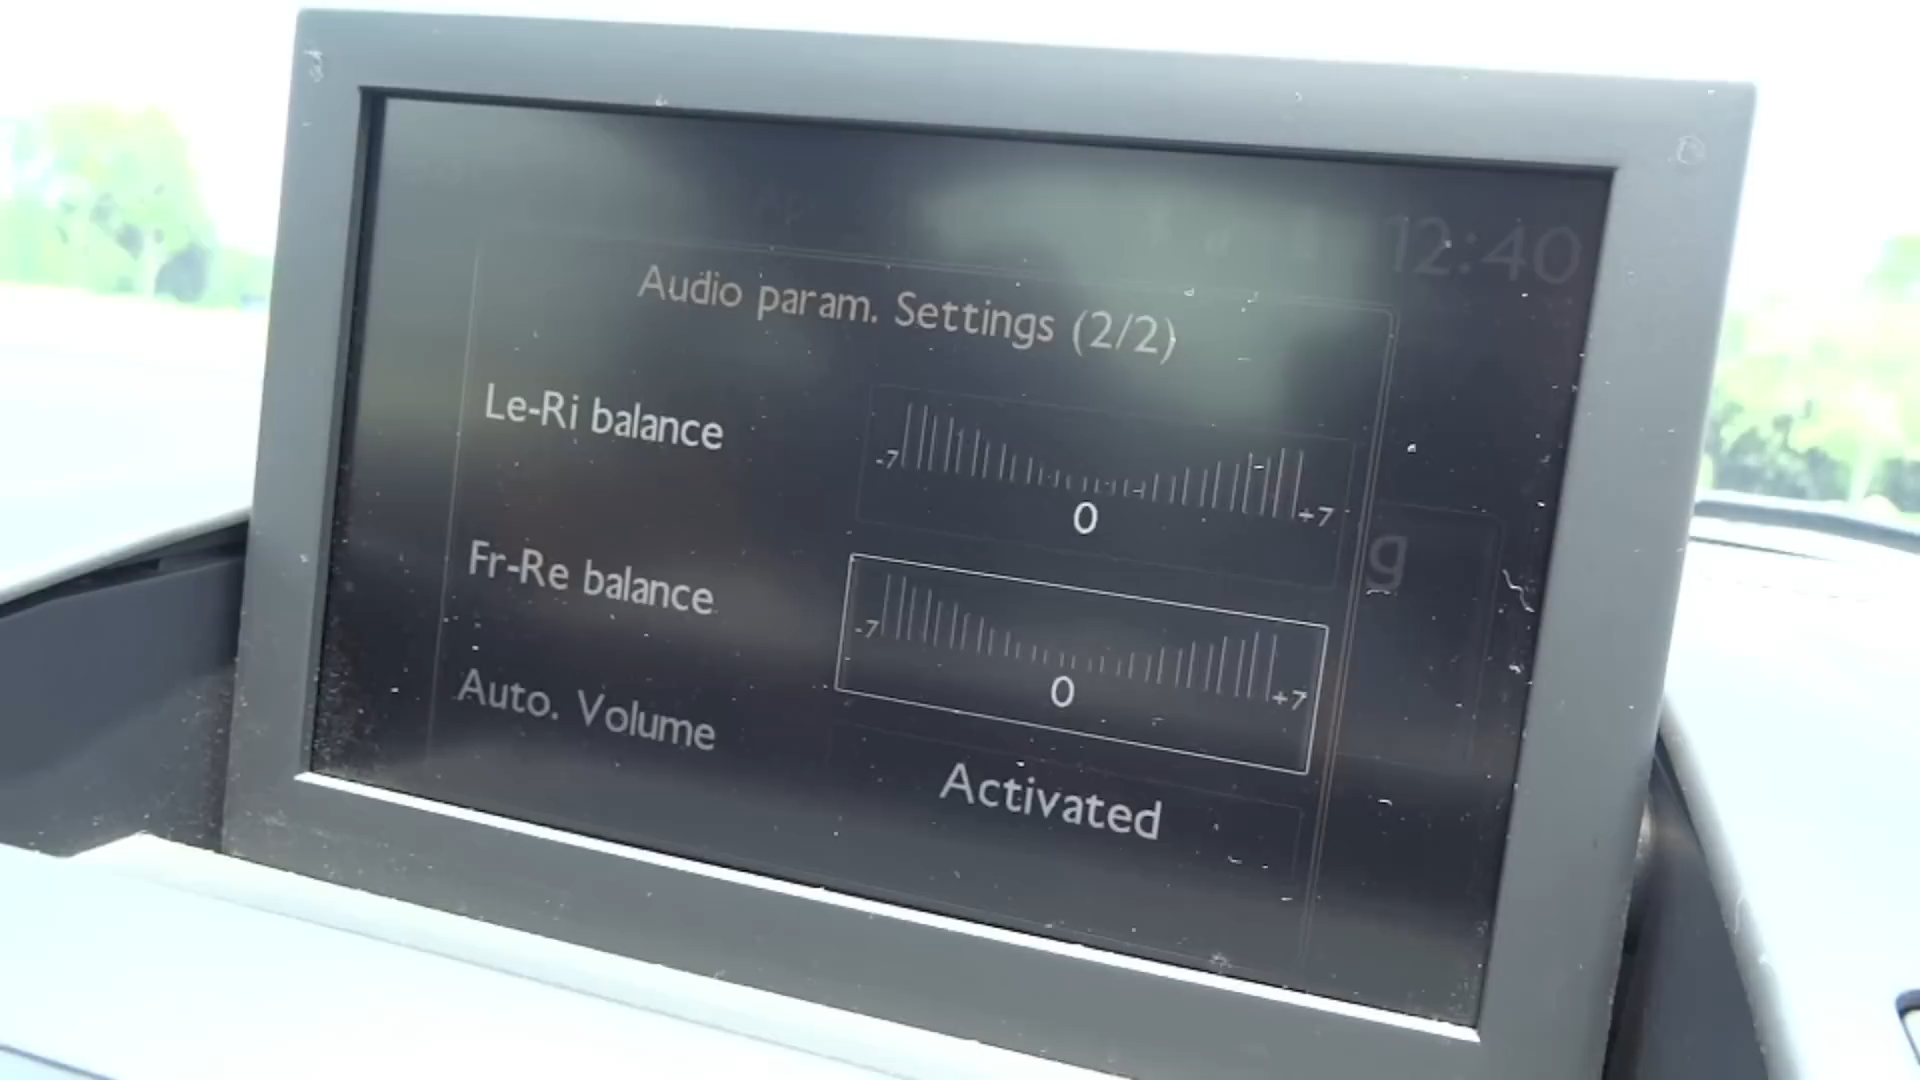 12:40
Audio param. Settings (2/2)
Le-Ri balance
-7 0 +7
Fr-Re balance
-7 0 +7
g
Auto. Volume
Activated